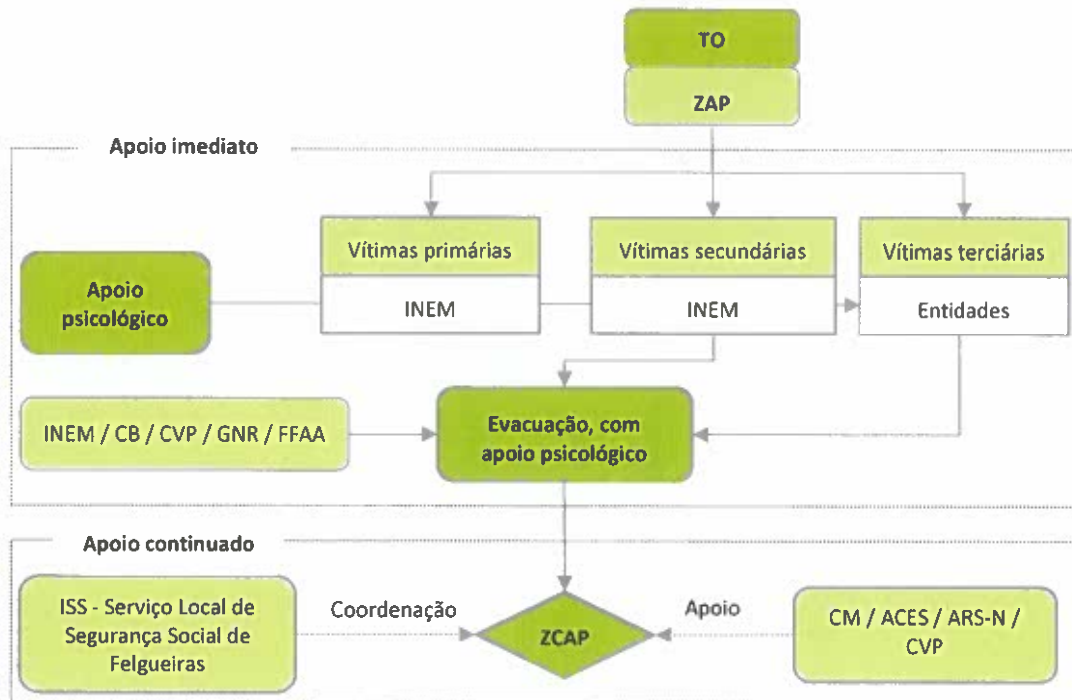 TO
ZAP
Apoio imediato
Vítimas primárias
Vítimas secundárias
Vítimas terciárias
Apoio
psicológico
INEM
INEM
Entidades
INEM / CB / CVP / GNR / FFAA
Evacuação, com
apoio psicológico
Apoio continuado
ISS - Serviço Local de
Segurança Social de
Felgueiras
Coordenação
ZCAP
Apoio
CM / ACES / ARS-N /
CVP